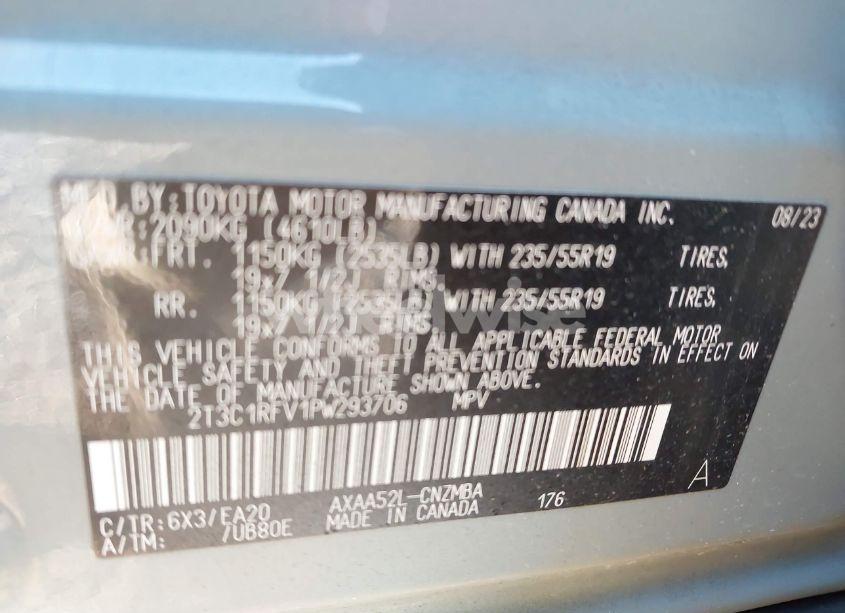 MFD. BY: TOYOTA MOTOR MANUFACTURING CANADA INC. 08/23
2090KG (4610LB)
FRT. 1150KG (2535LB) WITH 235/55R19 TIRES,
19x7 1/2J RIMS.
RR. 1150KG (2535LB) WITH 235/55R19 TIRES,
19x7 1/2J RIMS.
THIS VEHICLE CONFORMS TO ALL APPLICABLE FEDERAL MOTOR
VEHICLE SAFETY AND THEFT PREVENTION STANDARDS IN EFFECT ON
THE DATE OF MANUFACTURE SHOWN ABOVE.
2T3C1RFV1PW293706 MPV
A
C/TR: 6X3/EA20 AXAA52L-CNZMBA 176
A/TM: /UB80E MADE IN CANADA